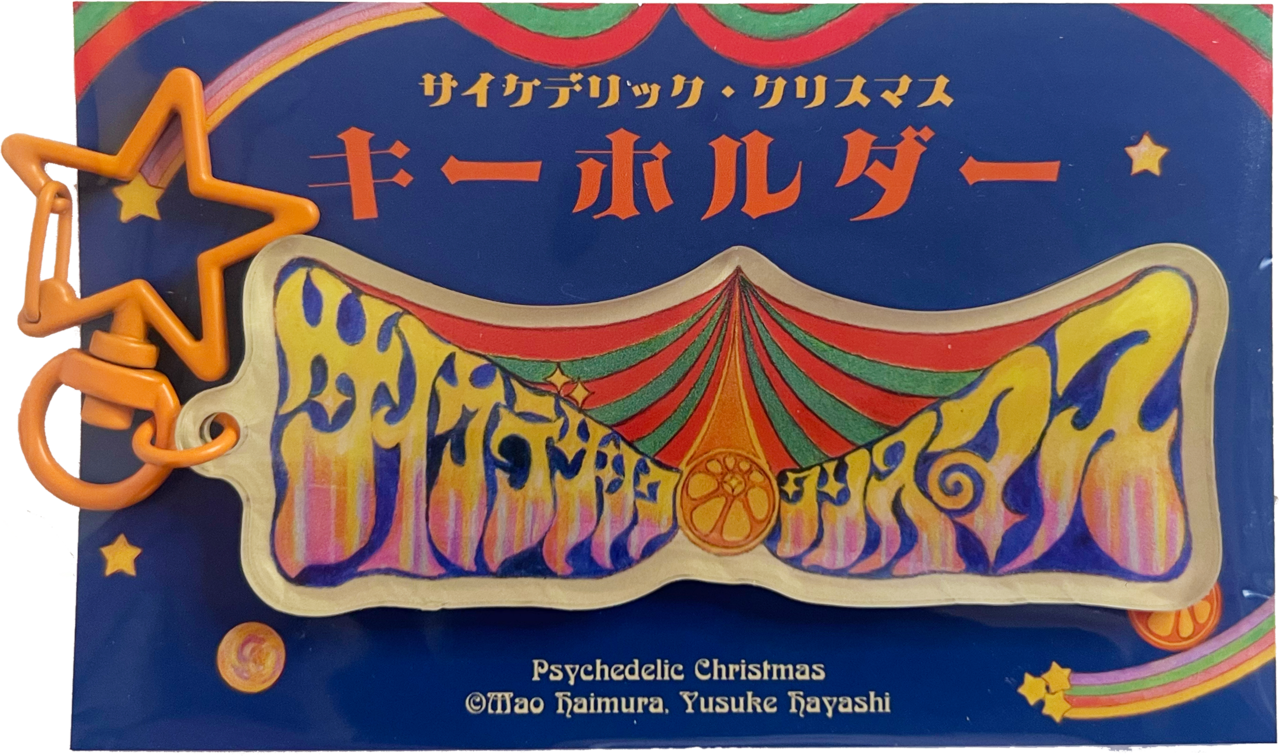 サイケデリック・クリスマス
キーホルダー
サイケデリック クリスマス
Psychedelic Christmas
©Mao Haimura, Yusuke Hayashi